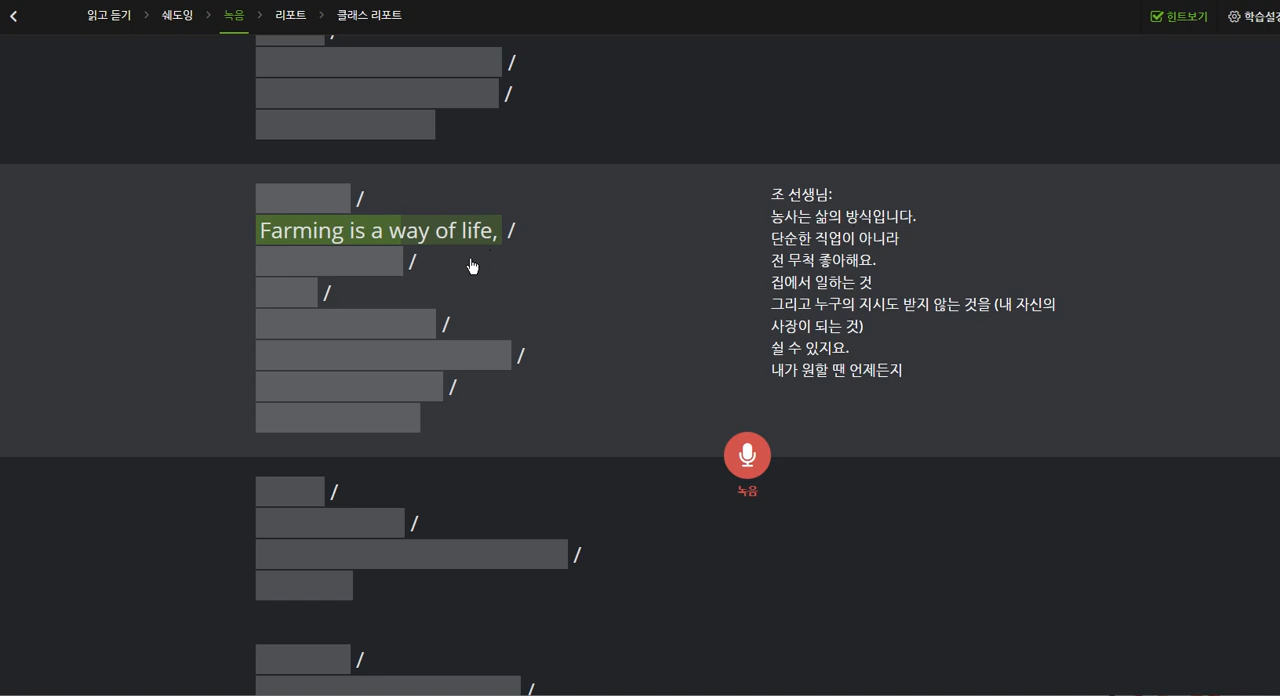 읽고 듣기 > 쉐도잉 > 녹음 > 리포트 > 클래스 리포트
힌트보기
학습설정
/
/
/
/
Farming is a way of life, /
/
/
/
/
/
조 선생님:
농사는 삶의 방식입니다.
단순한 직업이 아니라
전 무척 좋아해요.
집에서 일하는 것
그리고 누구의 지시도 받지 않는 것을 (내 자신의
사장이 되는 것)
쉴 수 있지요.
내가 원할 땐 언제든지
녹음
/
/
/
/
/